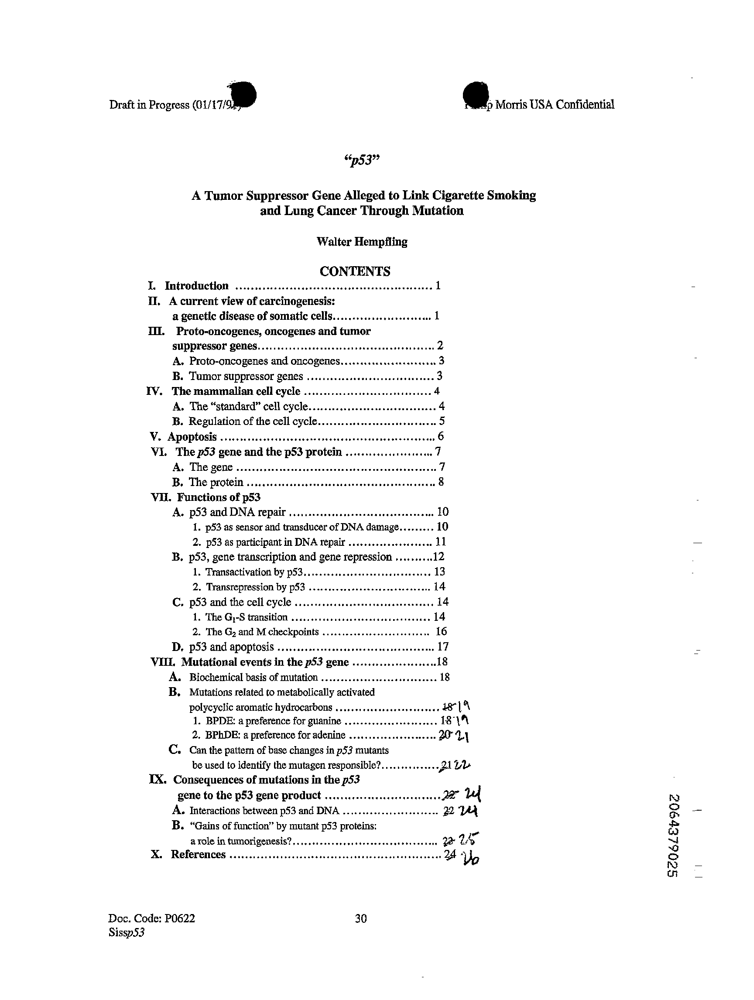 Draft in Progress (01/17/9
Morris USA Confidential
“p53”
A Tumor Suppressor Gene Alleged to Link Cigarette Smoking
and Lung Cancer Through Mutation
Walter Hempfling
CONTENTS
I. Introduction .................................................. 1
II. A current view of carcinogenesis:
a genetic disease of somatic cells......................... 1
III. Proto-oncogenes, oncogenes and tumor
suppressor genes............................................. 2
A. Proto-oncogenes and oncogenes........................ 3
B. Tumor suppressor genes ................................ 3
IV. The mammalian cell cycle ................................ 4
A. The “standard” cell cycle................................ 4
B. Regulation of the cell cycle.............................. 5
V. Apoptosis ...................................................... 6
VI. The p53 gene and the p53 protein ...................... 7
A. The gene .................................................. 7
B. The protein ................................................ 8
VII. Functions of p53
A. p53 and DNA repair ..................................... 10
1. p53 as sensor and transducer of DNA damage......... 10
2. p53 as participant in DNA repair ...................... 11
B. p53, gene transcription and gene repression ..........12
1. Transactivation by p53................................. 13
2. Transrepression by p53 ............................... 14
C. p53 and the cell cycle .................................... 14
1. The G₁-S transition .................................... 14
2. The G₂ and M checkpoints ........................... 16
D. p53 and apoptosis ........................................ 17
VIII. Mutational events in the p53 gene .....................18
A. Biochemical basis of mutation .............................. 18
B. Mutations related to metabolically activated
polycyclic aromatic hydrocarbons ........................... 18 19
1. BPDE: a preference for guanine ........................ 18 19
2. BPhDE: a preference for adenine ....................... 20 21
C. Can the pattern of base changes in p53 mutants
be used to identify the mutagen responsible?............... 21 22
IX. Consequences of mutations in the p53
gene to the p53 gene product .............................. 22 24
A. Interactions between p53 and DNA ......................... 22 24
B. “Gains of function” by mutant p53 proteins:
a role in tumorigenesis?..................................... 23 25
X. References ...................................................... 24 26
2064379025
Doc. Code: P0622
30
Sissp53